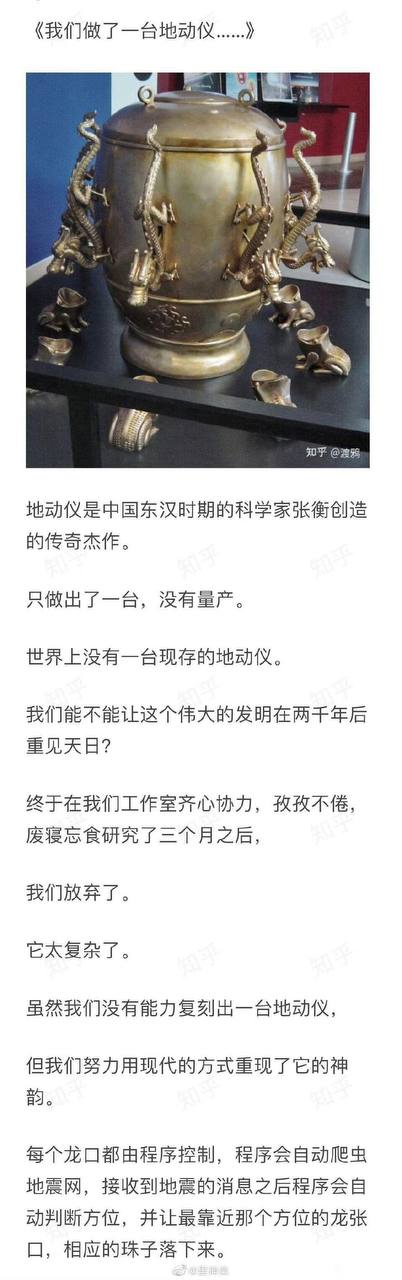 《我们做了一台地动仪......》
知乎 @渡鸦
地动仪是中国东汉时期的科学家张衡创造
的传奇杰作。
只做出了一台，没有量产。
世界上没有一台现存的地动仪。
我们能不能让这个伟大的发明在两千年后
重见天日？
终于在我们工作室齐心协力，孜孜不倦，
废寝忘食研究了三个月之后，
我们放弃了。
它太复杂了。
虽然我们没有能力复刻出一台地动仪，
但我们努力用现代的方式重现了它的神
韵。
每个龙口都由程序控制，程序会自动爬虫
地震网，接收到地震的消息之后程序会自
动判断方位，并让最靠近那个方位的龙张
口，相应的珠子落下来。